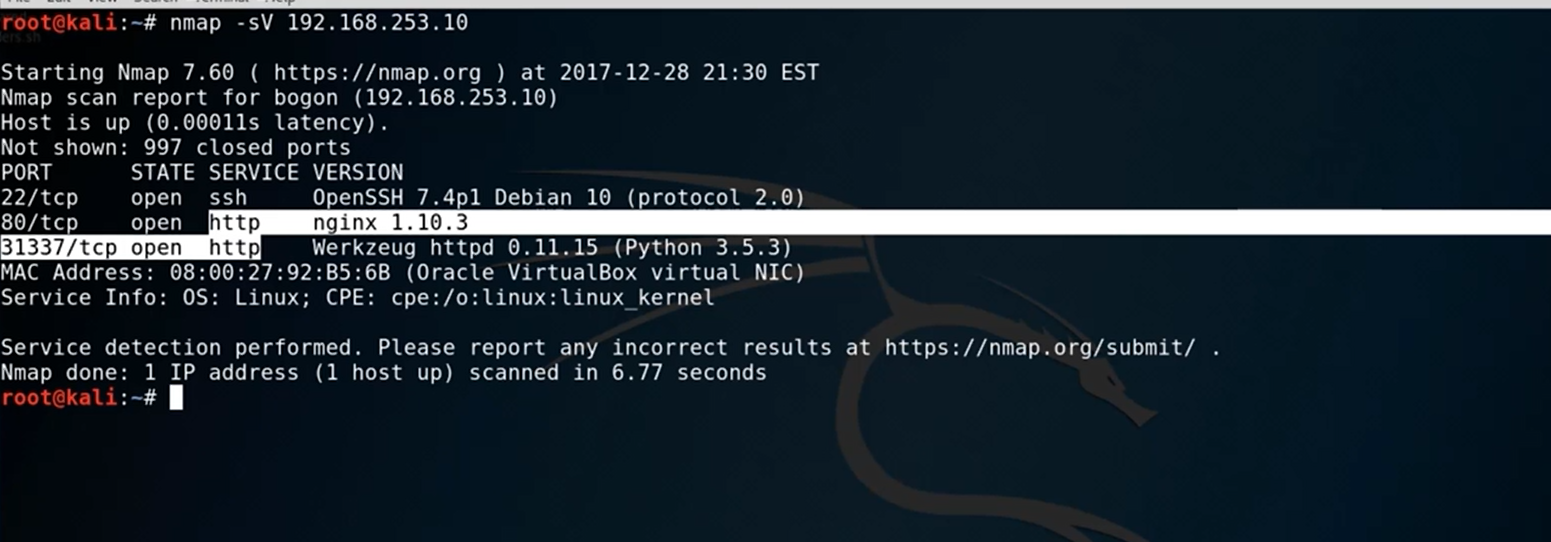 root@kali:~# nmap -sV 192.168.253.10
Starting Nmap 7.60 ( https://nmap.org ) at 2017-12-28 21:30 EST
Nmap scan report for bogon (192.168.253.10)
Host is up (0.00011s latency).
Not shown: 997 closed ports
PORT      STATE SERVICE VERSION
22/tcp    open  ssh     OpenSSH 7.4p1 Debian 10 (protocol 2.0)
80/tcp    open  http    nginx 1.10.3
31337/tcp open  http    Werkzeug httpd 0.11.15 (Python 3.5.3)
MAC Address: 08:00:27:92:B5:6B (Oracle VirtualBox virtual NIC)
Service Info: OS: Linux; CPE: cpe:/o:linux:linux_kernel
Service detection performed. Please report any incorrect results at https://nmap.org/submit/ .
Nmap done: 1 IP address (1 host up) scanned in 6.77 seconds
root@kali:~#